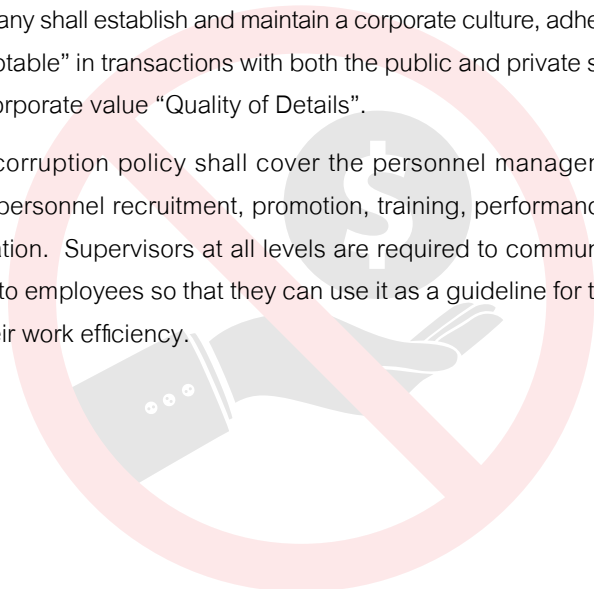 any shall establish and maintain a corporate culture, adhe
ptable” in transactions with both the public and private s
orporate value “Quality of Details”.
corruption policy shall cover the personnel manager
personnel recruitment, promotion, training, performanc
ation. Supervisors at all levels are required to commun
to employees so that they can use it as a guideline for t
eir work efficiency.
$